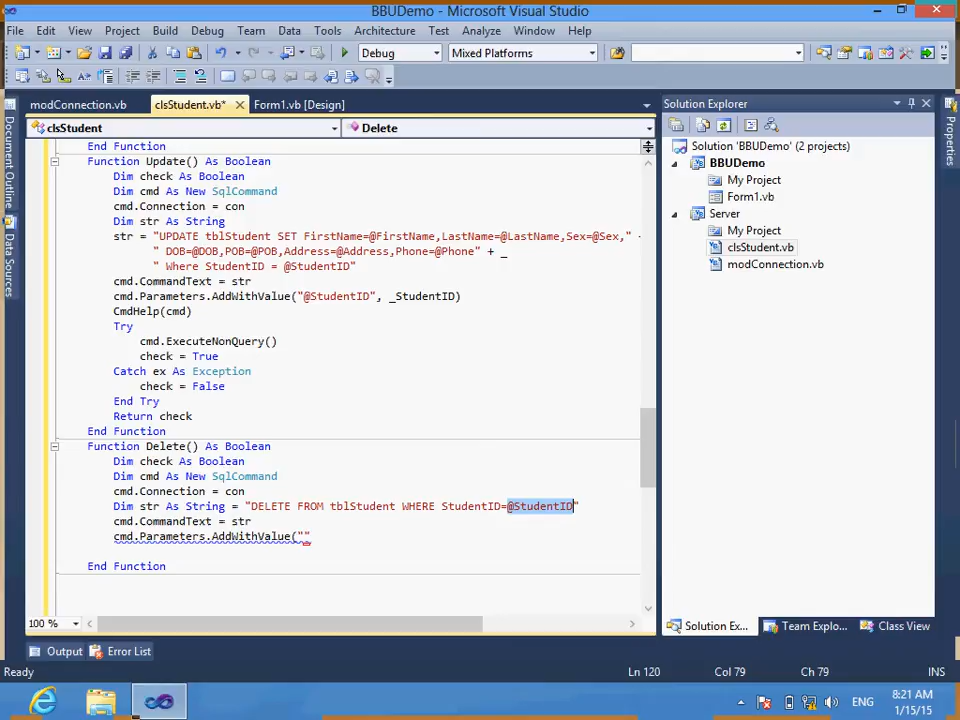 BBUDemo - Microsoft Visual Studio
File Edit View Project Build Debug Team Data Tools Architecture Test Analyze Window Help
Debug Mixed Platforms
modConnection.vb clsStudent.vb* Form1.vb [Design]
clsStudent Delete
End Function
Function Update() As Boolean
Dim check As Boolean
Dim cmd As New SqlCommand
cmd.Connection = con
Dim str As String
str = "UPDATE tblStudent SET FirstName=@FirstName,LastName=@LastName,Sex=@Sex," +
" DOB=@DOB,POB=@POB,Address=@Address,Phone=@Phone" + _
" Where StudentID = @StudentID"
cmd.CommandText = str
cmd.Parameters.AddWithValue("@StudentID", _StudentID)
CmdHelp(cmd)
Try
cmd.ExecuteNonQuery()
check = True
Catch ex As Exception
check = False
End Try
Return check
End Function
Function Delete() As Boolean
Dim check As Boolean
Dim cmd As New SqlCommand
cmd.Connection = con
Dim str As String = "DELETE FROM tblStudent WHERE StudentID=@StudentID"
cmd.CommandText = str
cmd.Parameters.AddWithValue(""
End Function
100 %
Document Outline
Data Sources
Solution Explorer
Solution 'BBUDemo' (2 projects)
BBUDemo
My Project
Form1.vb
Server
My Project
clsStudent.vb
modConnection.vb
Properties
Solution Ex... Team Explo... Class View
Output Error List
Ready Ln 120 Col 79 Ch 79 INS
ENG
8:21 AM
1/15/15